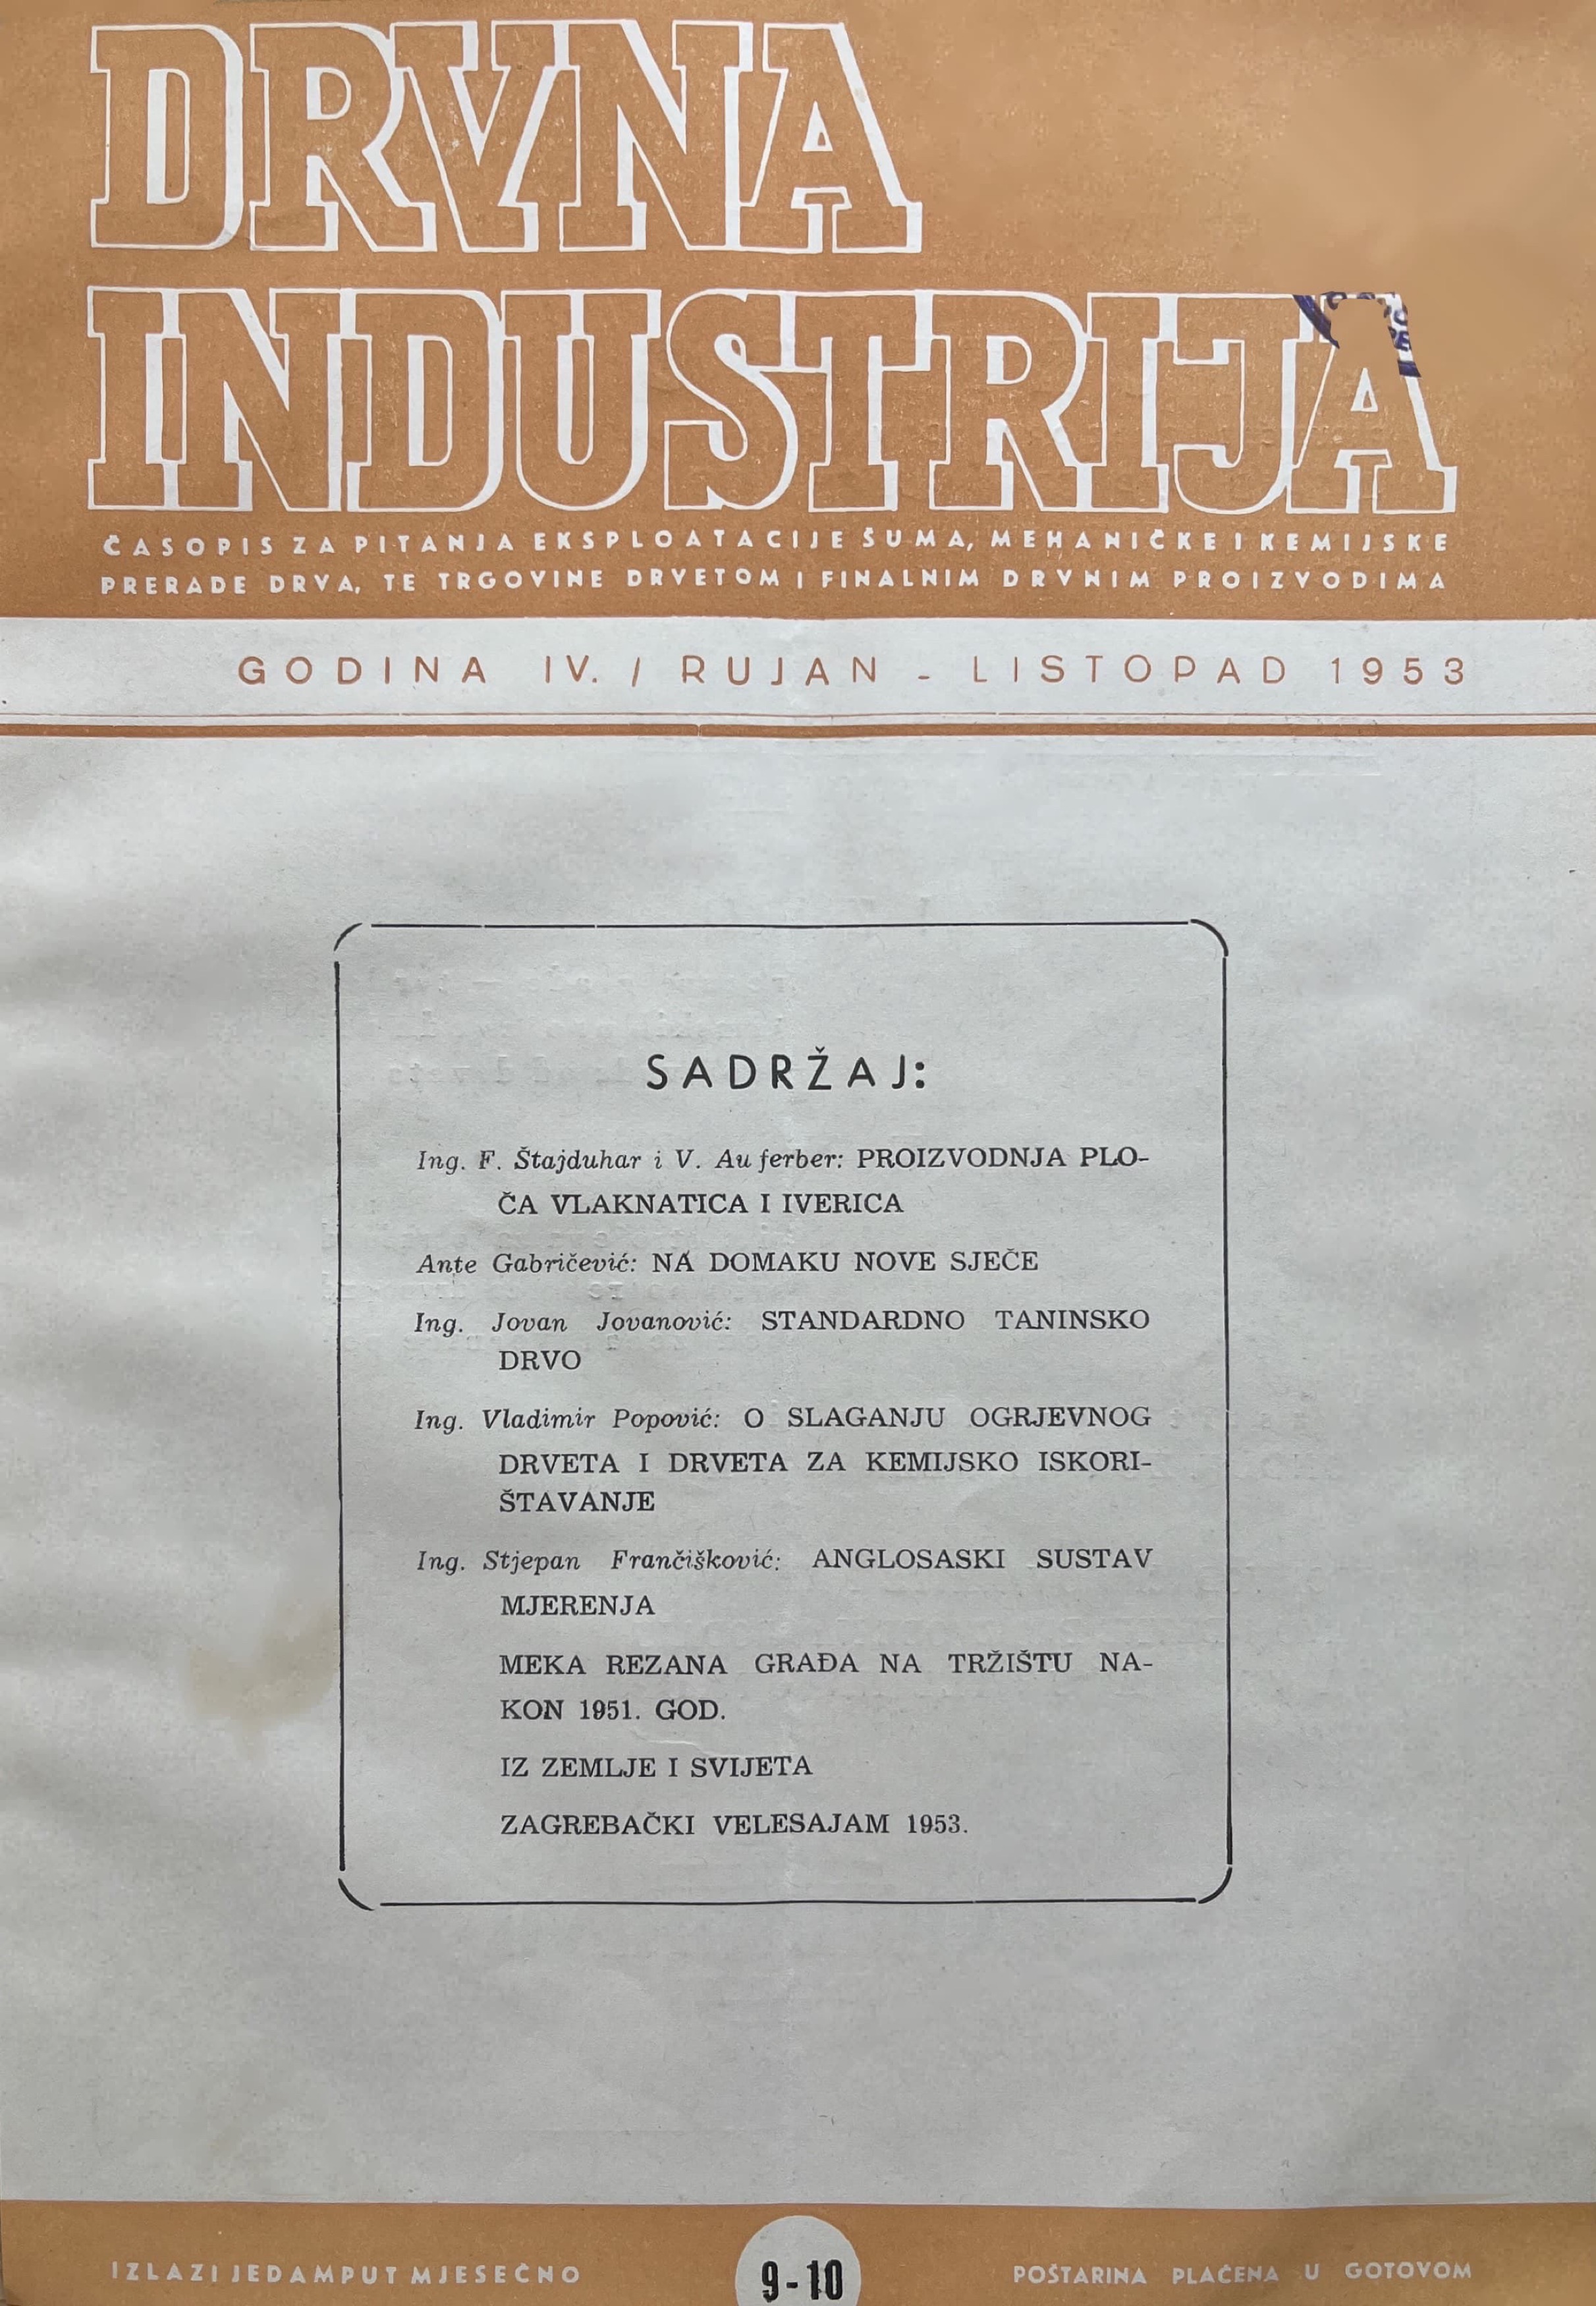 DRVNA
INDUSTRIJA
ČASOPIS ZA PITANJA EKSPLOATACIJE ŠUMA, MEHANIČKE I KEMIJSKE
PRERADE DRVA, TE TRGOVINE DRVETOM I FINALNIM DRVNIM PROIZVODIMA
GODINA IV. / RUJAN - LISTOPAD 1953
SADRŽAJ:
Ing. F. Štajduhar i V. Auferber: PROIZVODNJA PLO-
ČA VLAKNATICA I IVERICA
Ante Gabričević: NA DOMAKU NOVE SJEČE
Ing. Jovan Jovanović: STANDARDNO TANINSKO
DRVO
Ing. Vladimir Popović: O SLAGANJU OGRJEVNOG
DRVETA I DRVETA ZA KEMIJSKO ISKORI-
ŠTAVANJE
Ing. Stjepan Frančišković: ANGLOSASKI SUSTAV
MJERENJA
MEKA REZANA GRAĐA NA TRŽIŠTU NA-
KON 1951. GOD.
IZ ZEMLJE I SVIJETA
ZAGREBAČKI VELESAJAM 1953.
IZLAZI JEDAMPUT MJESEČNO
9-10
POŠTARINA PLAĆENA U GOTOVOM